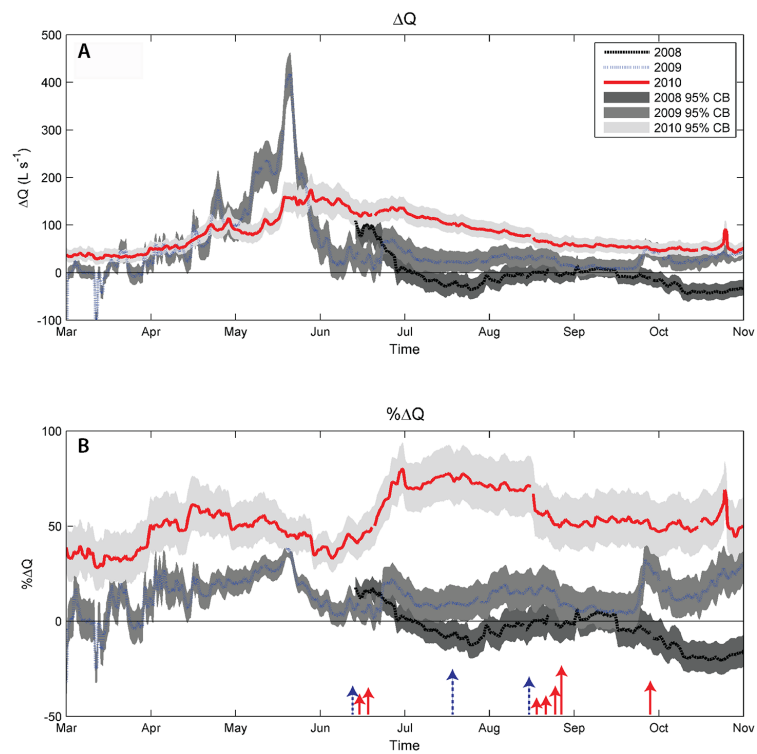 ΔQ
A
500
400
300
200
100
0
-100
ΔQ (L s⁻¹)
2008
2009
2010
2008 95% CB
2009 95% CB
2010 95% CB
Mar Apr May Jun Jul Aug Sep Oct Nov
Time
%ΔQ
B
100
50
0
-50
%ΔQ
Mar Apr May Jun Jul Aug Sep Oct Nov
Time